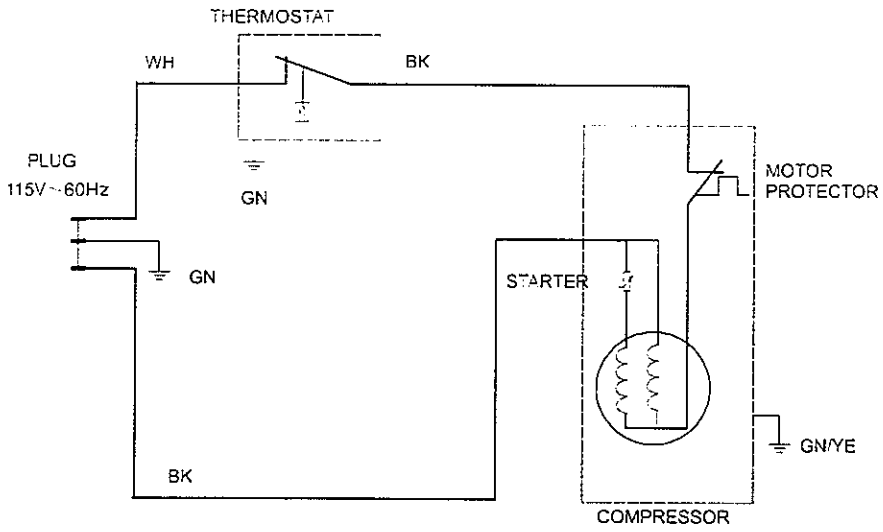 THERMOSTAT
WH
BK
PLUG
115V~60Hz
GN
MOTOR
PROTECTOR
GN
STARTER
GN/YE
BK
COMPRESSOR